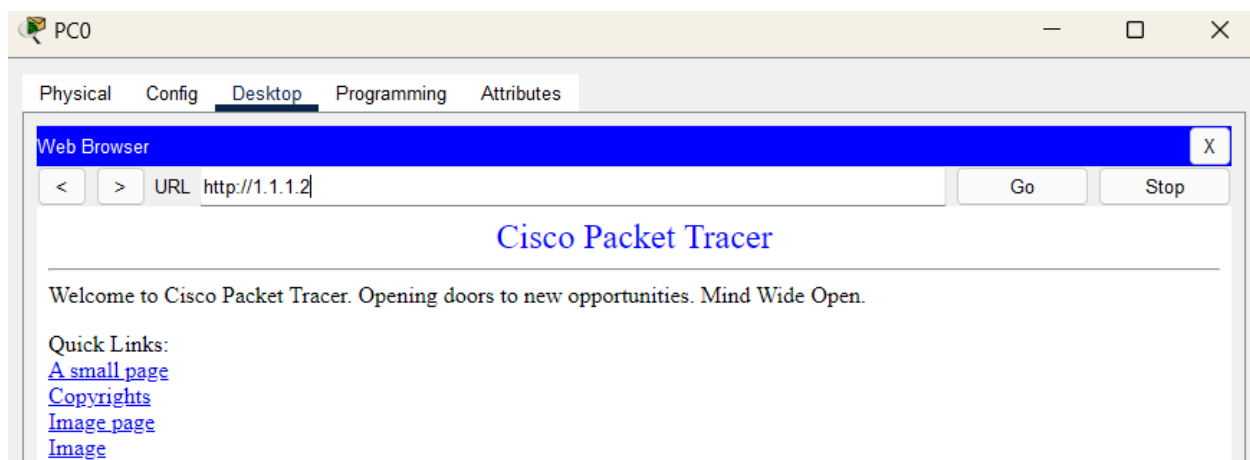 PC0
Physical Config Desktop Programming Attributes
Web Browser X
< > URL http://1.1.1.2 Go Stop
Cisco Packet Tracer
Welcome to Cisco Packet Tracer. Opening doors to new opportunities. Mind Wide Open.
Quick Links:
A small page
Copyrights
Image page
Image